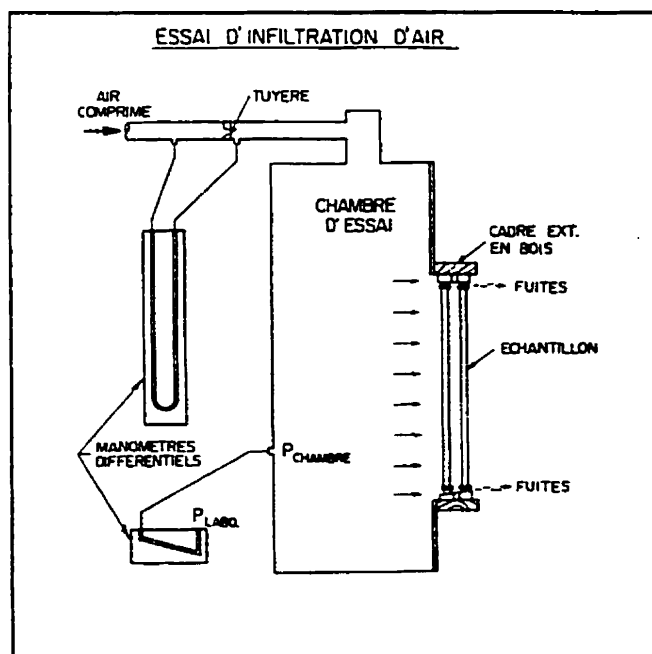 ESSAI D'INFILTRATION D'AIR
AIR
COMPRIME
TUYERE
CHAMBRE
D'ESSAI
CADRE EXT.
EN BOIS
FUITES
ECHANTILLON
MANOMETRES
DIFFERENTIELS
P CHAMBRE
FUITES
P LABO.